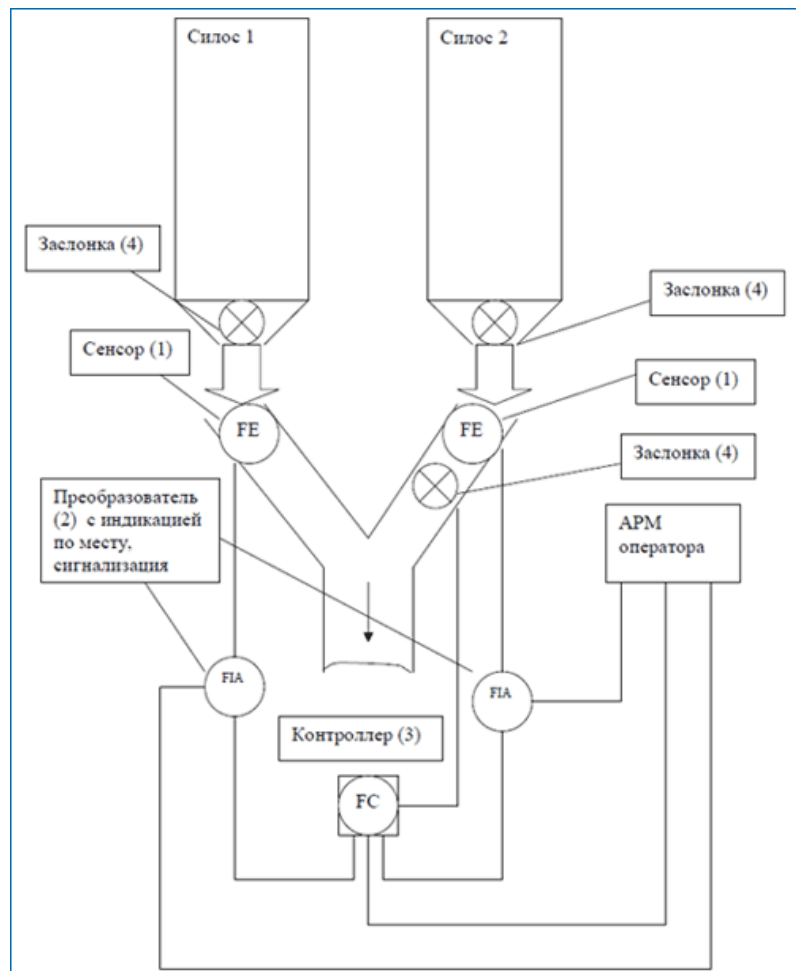 Силос 1
Силос 2
Заслонка (4)
Заслонка (4)
Сенсор (1)
Сенсор (1)
FE
FE
Заслонка (4)
Преобразователь
(2) с индикацией
по месту,
сигнализация
АРМ
оператора
FIA
FIA
Контроллер (3)
FC